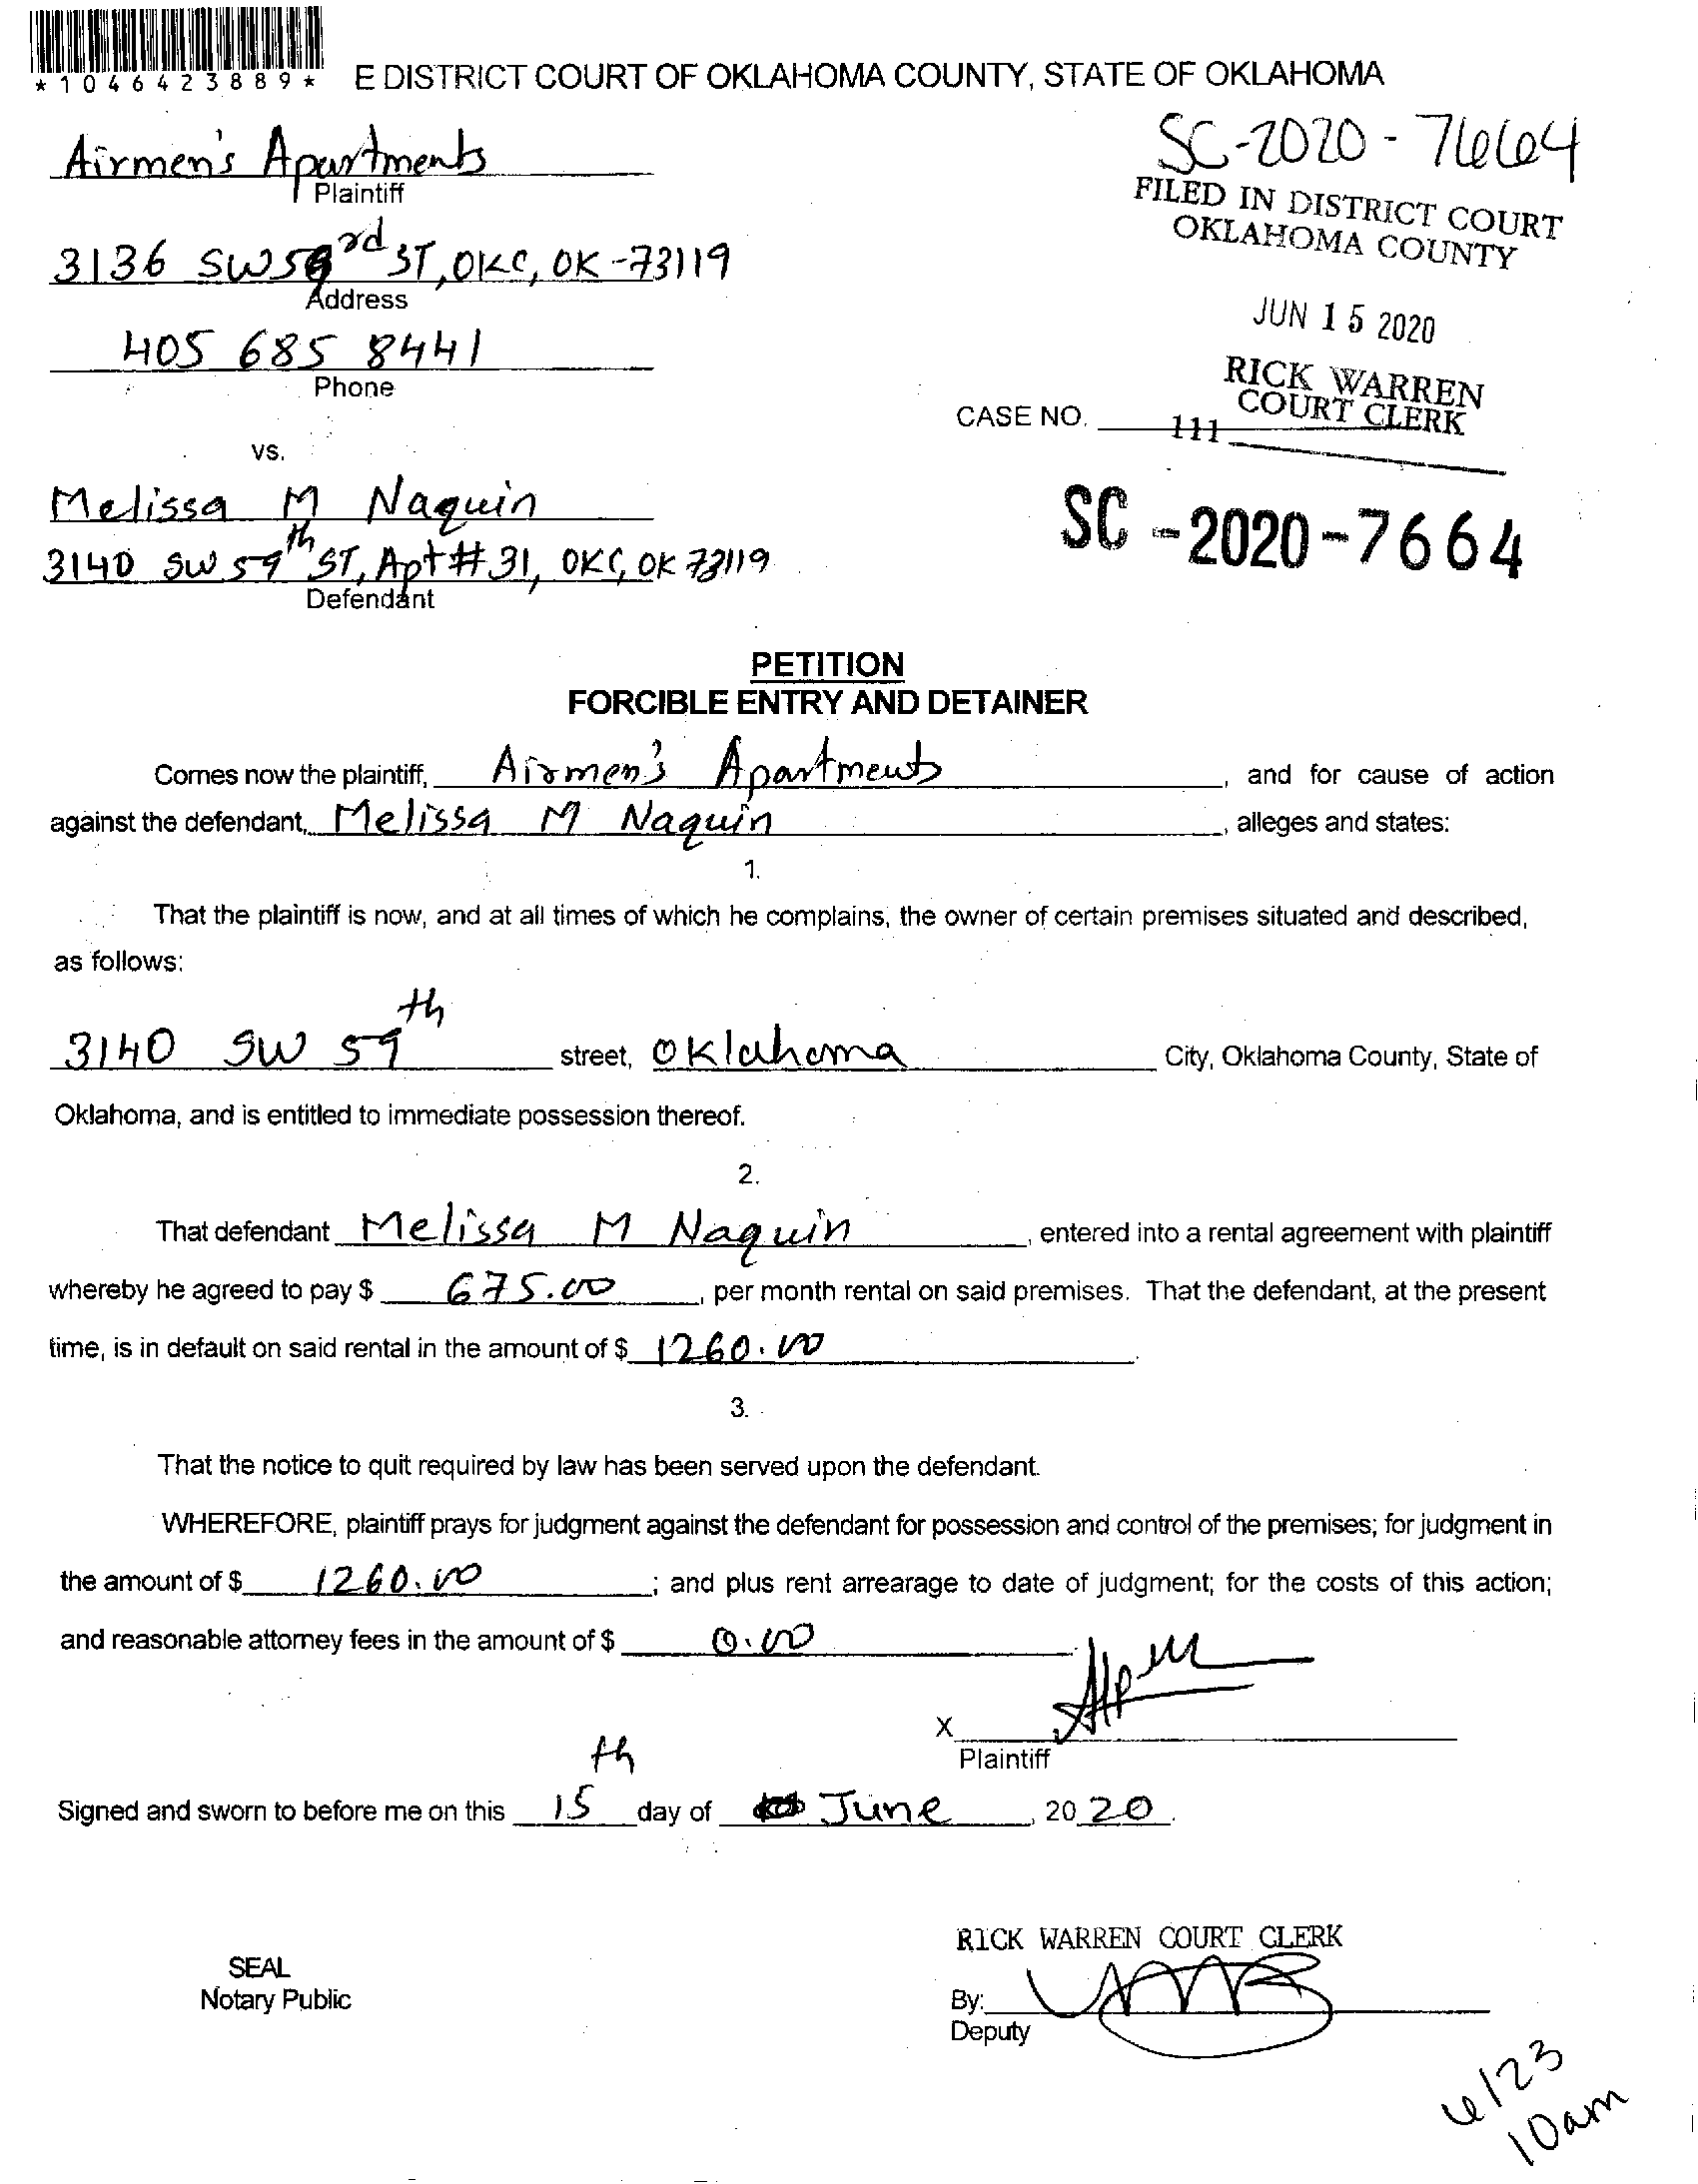 *1046423889*
E DISTRICT COURT OF OKLAHOMA COUNTY, STATE OF OKLAHOMA
SC-2020-7664
Airmen's Apartments
Plaintiff
FILED IN DISTRICT COURT
OKLAHOMA COUNTY
3136 SW 59rd ST, OKC, OK -73119
Address
JUN 15 2020
405 685 8441
Phone
RICK WARREN
COURT CLERK
CASE NO. 111
vs.
Melissa M Naquin
3140 SW 59th ST, Apt # 31, OKC, OK 73119
Defendant
SC-2020-7664
PETITION
FORCIBLE ENTRY AND DETAINER
Comes now the plaintiff, Airmen's Apartments, and for cause of action
against the defendant, Melissa M Naquin, alleges and states:
1.
That the plaintiff is now, and at all times of which he complains, the owner of certain premises situated and described,
as follows:
3140 SW 59th street, Oklahoma City, Oklahoma County, State of
Oklahoma, and is entitled to immediate possession thereof.
2.
That defendant Melissa M Naquin, entered into a rental agreement with plaintiff
whereby he agreed to pay $ 675.00, per month rental on said premises. That the defendant, at the present
time, is in default on said rental in the amount of $ 1260.00.
3.
That the notice to quit required by law has been served upon the defendant.
WHEREFORE, plaintiff prays for judgment against the defendant for possession and control of the premises; for judgment in
the amount of $ 1260.00; and plus rent arrearage to date of judgment; for the costs of this action;
and reasonable attorney fees in the amount of $ 0.00.
X
Plaintiff
Signed and sworn to before me on this 15th day of June, 2020.
RICK WARREN COURT CLERK
SEAL
Notary Public
By:
Deputy
6/23
10am